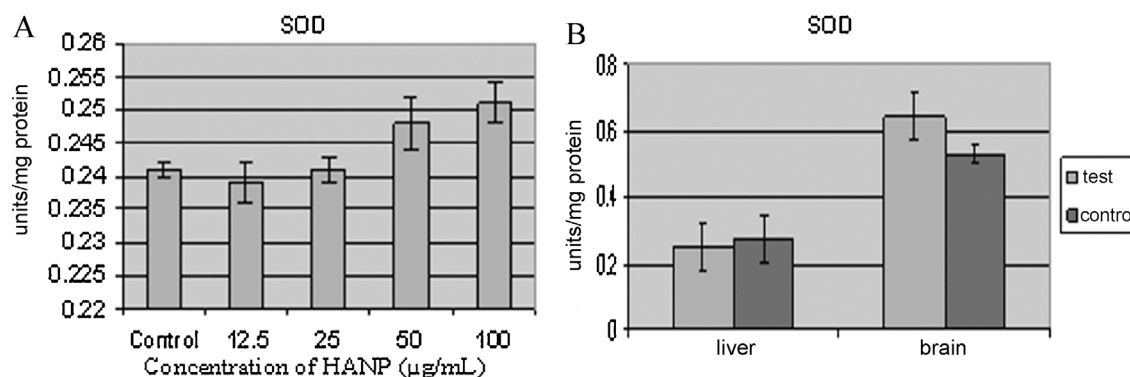 A
SOD
units/mg protein
0.26
0.255
0.25
0.245
0.24
0.235
0.23
0.225
0.22
Control 12.5 25 50 100
Concentration of HANP (µg/mL)
B
SOD
units/mg protein
0.8
0.6
0.4
0.2
0
liver brain
test
control